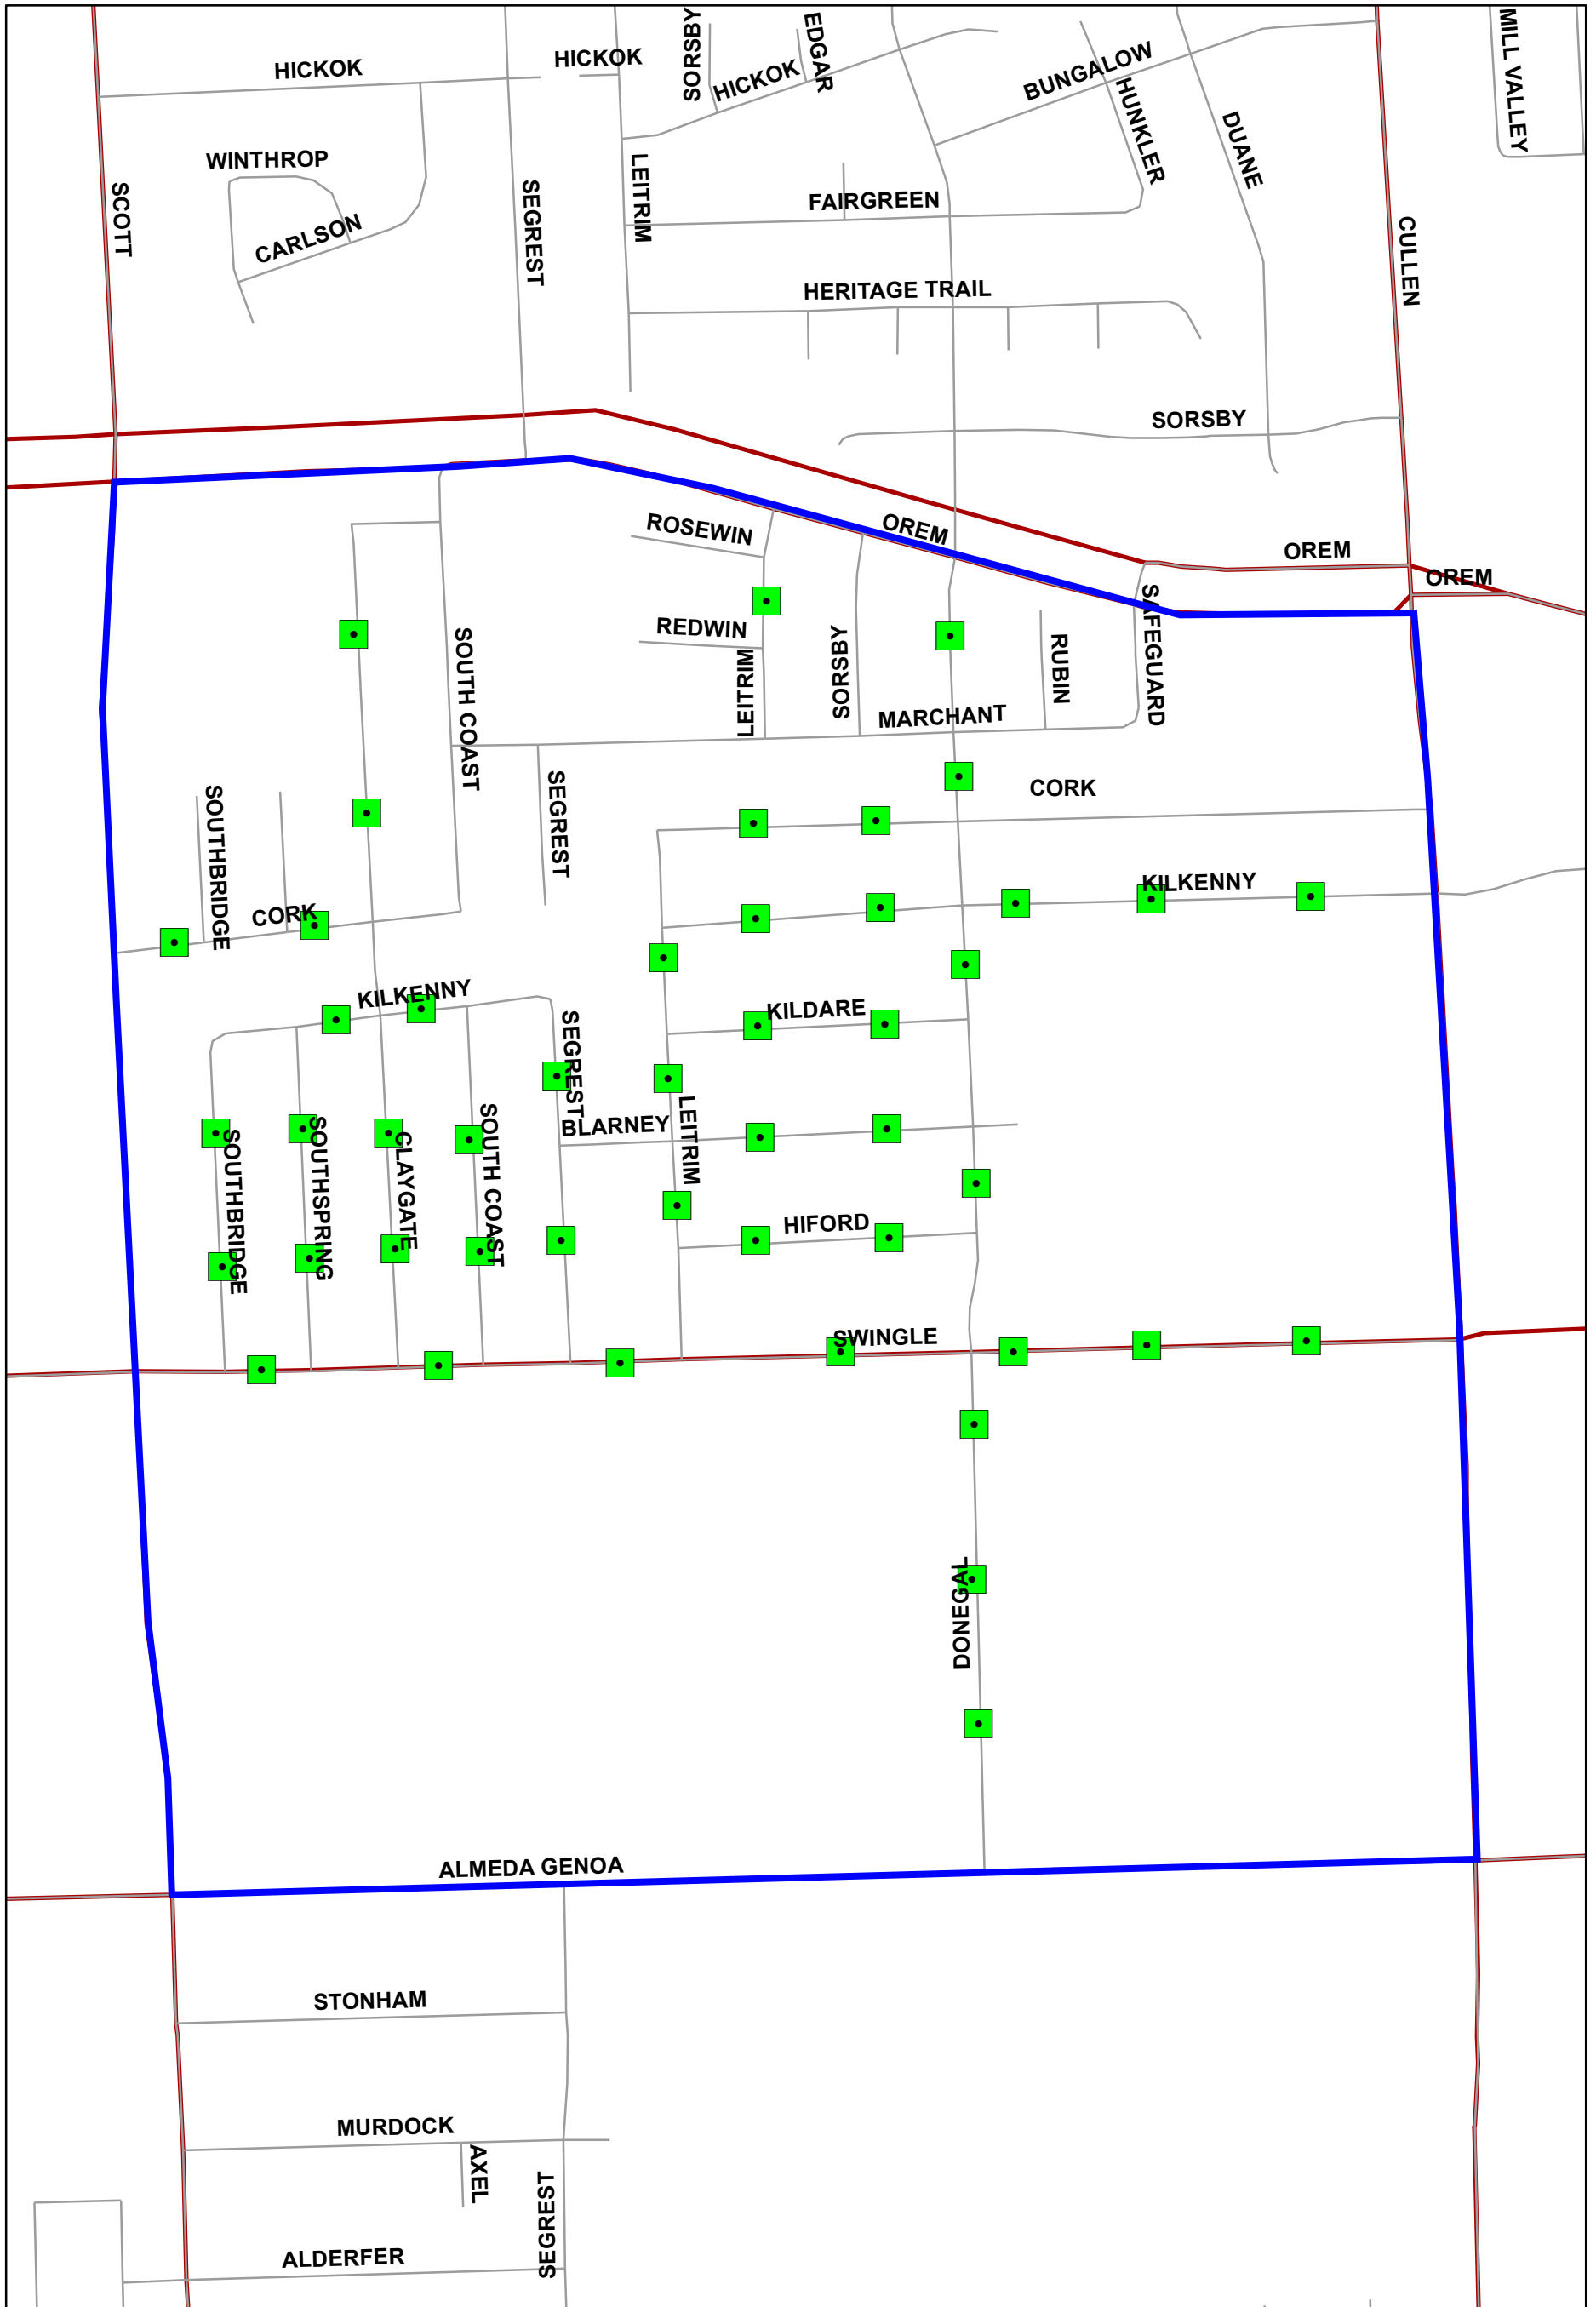 HICKOK
HICKOK
SORSBY
HICKOK
EDGAR
BUNGALOW
HUNKLER
DUANE
MILL VALLEY
WINTHROP
CARLSON
SCOTT
SEGREST
LEITRIM
FAIRGREEN
CULLEN
HERITAGE TRAIL
SORSBY
ROSEWIN
OREM
OREM
OREM
REDWIN
LEITRIM
SORSBY
RUBIN
SAFEGUARD
SOUTH COAST
MARCHANT
SEGREST
CORK
SOUTHBRIDGE
CORK
KILKENNY
KILKENNY
KILDARE
SEGREST
BLARNEY
LEITRIM
SOUTHBRIDGE
SOUTHSPRING
CLAYGATE
SOUTH COAST
HIFORD
SWINGLE
DONEGAL
ALMEDA GENOA
STONHAM
MURDOCK
AXEL
SEGREST
ALDERFER